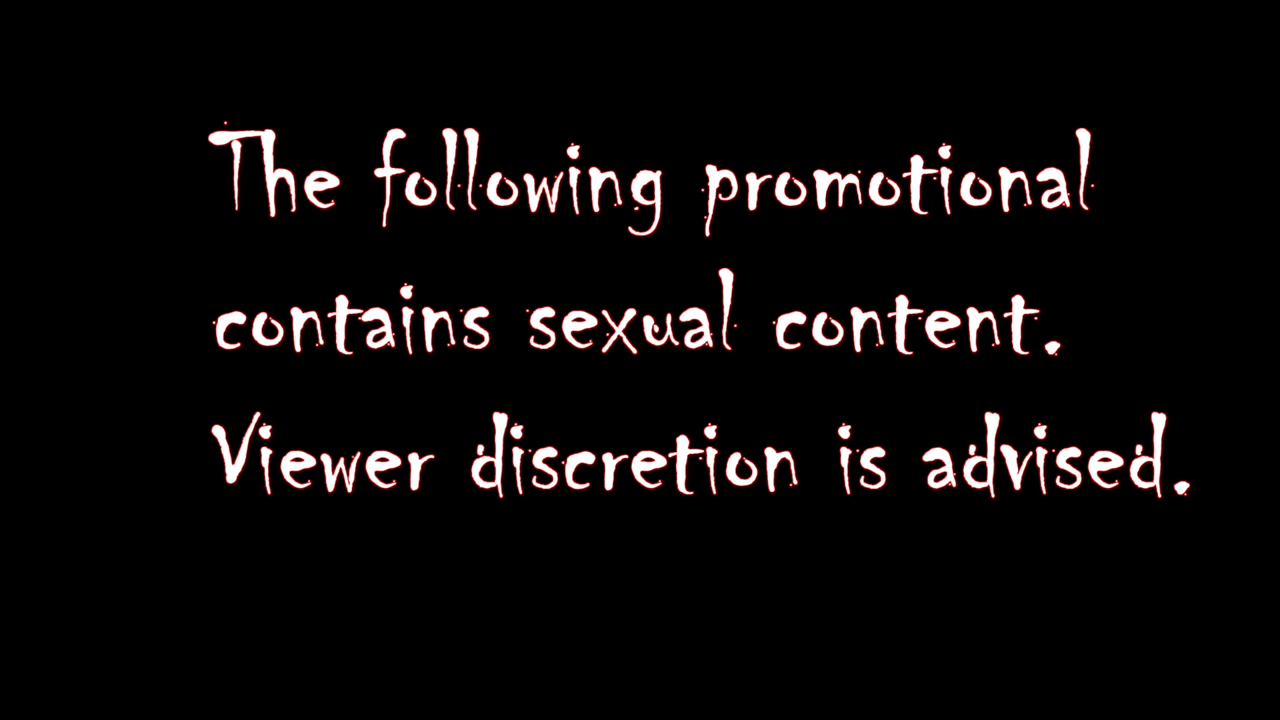 The following promotional
contains sexual content.
Viewer discretion is advised.